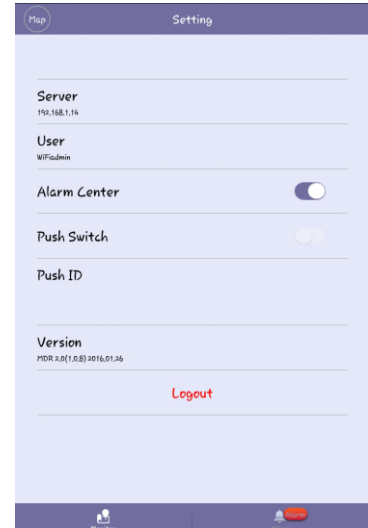 Map
Setting
Server
192.168.1.14
User
WiFiadmin
Alarm Center
Push Switch
Push ID
Version
MDR 2.0(1.0.8) 2016.01.26
Logout
Alarm